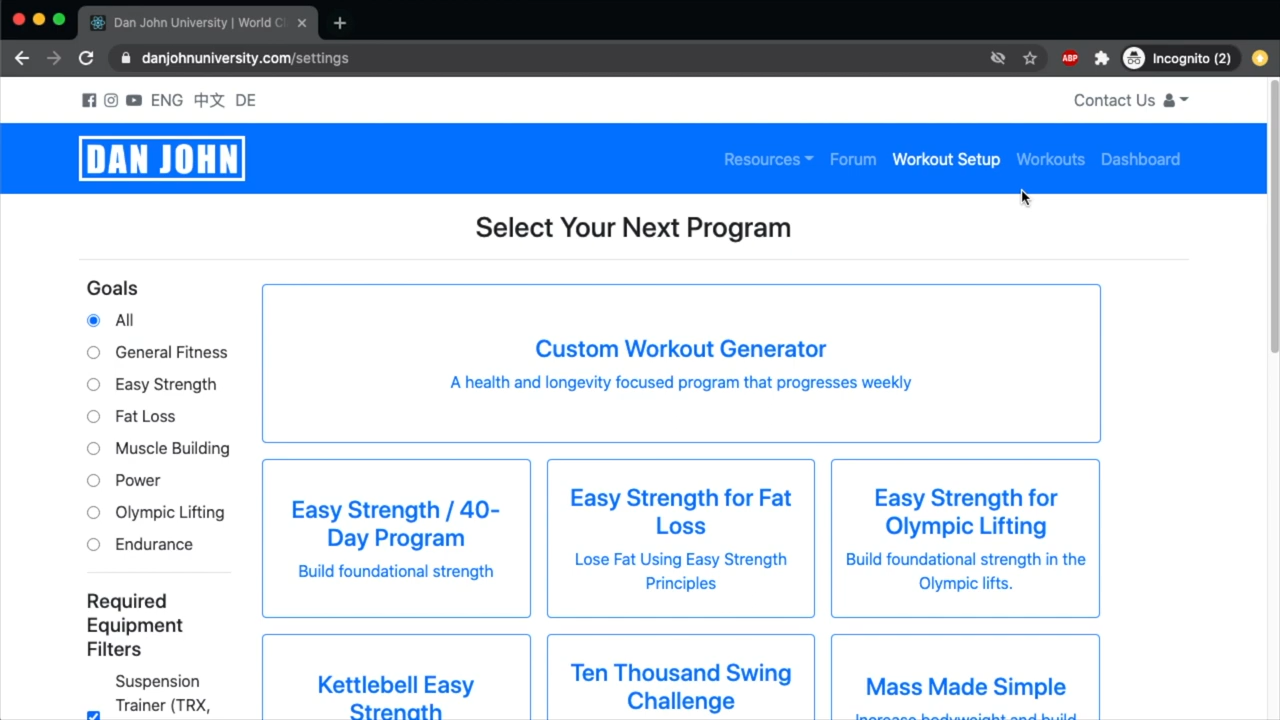 Dan John University | World Cl
danjohnuniversity.com/settings
ABP
Incognito (2)
ENG 中文 DE
Contact Us
DAN JOHN
Resources Forum Workout Setup Workouts Dashboard
Select Your Next Program
Goals
All
General Fitness
Easy Strength
Fat Loss
Muscle Building
Power
Olympic Lifting
Endurance
Required
Equipment
Filters
Suspension
Trainer (TRX,
Custom Workout Generator
A health and longevity focused program that progresses weekly
Easy Strength / 40-
Day Program
Build foundational strength
Easy Strength for Fat
Loss
Lose Fat Using Easy Strength
Principles
Easy Strength for
Olympic Lifting
Build foundational strength in the
Olympic lifts.
Kettlebell Easy
Strength
Ten Thousand Swing
Challenge
Mass Made Simple
Increase bodyweight and build